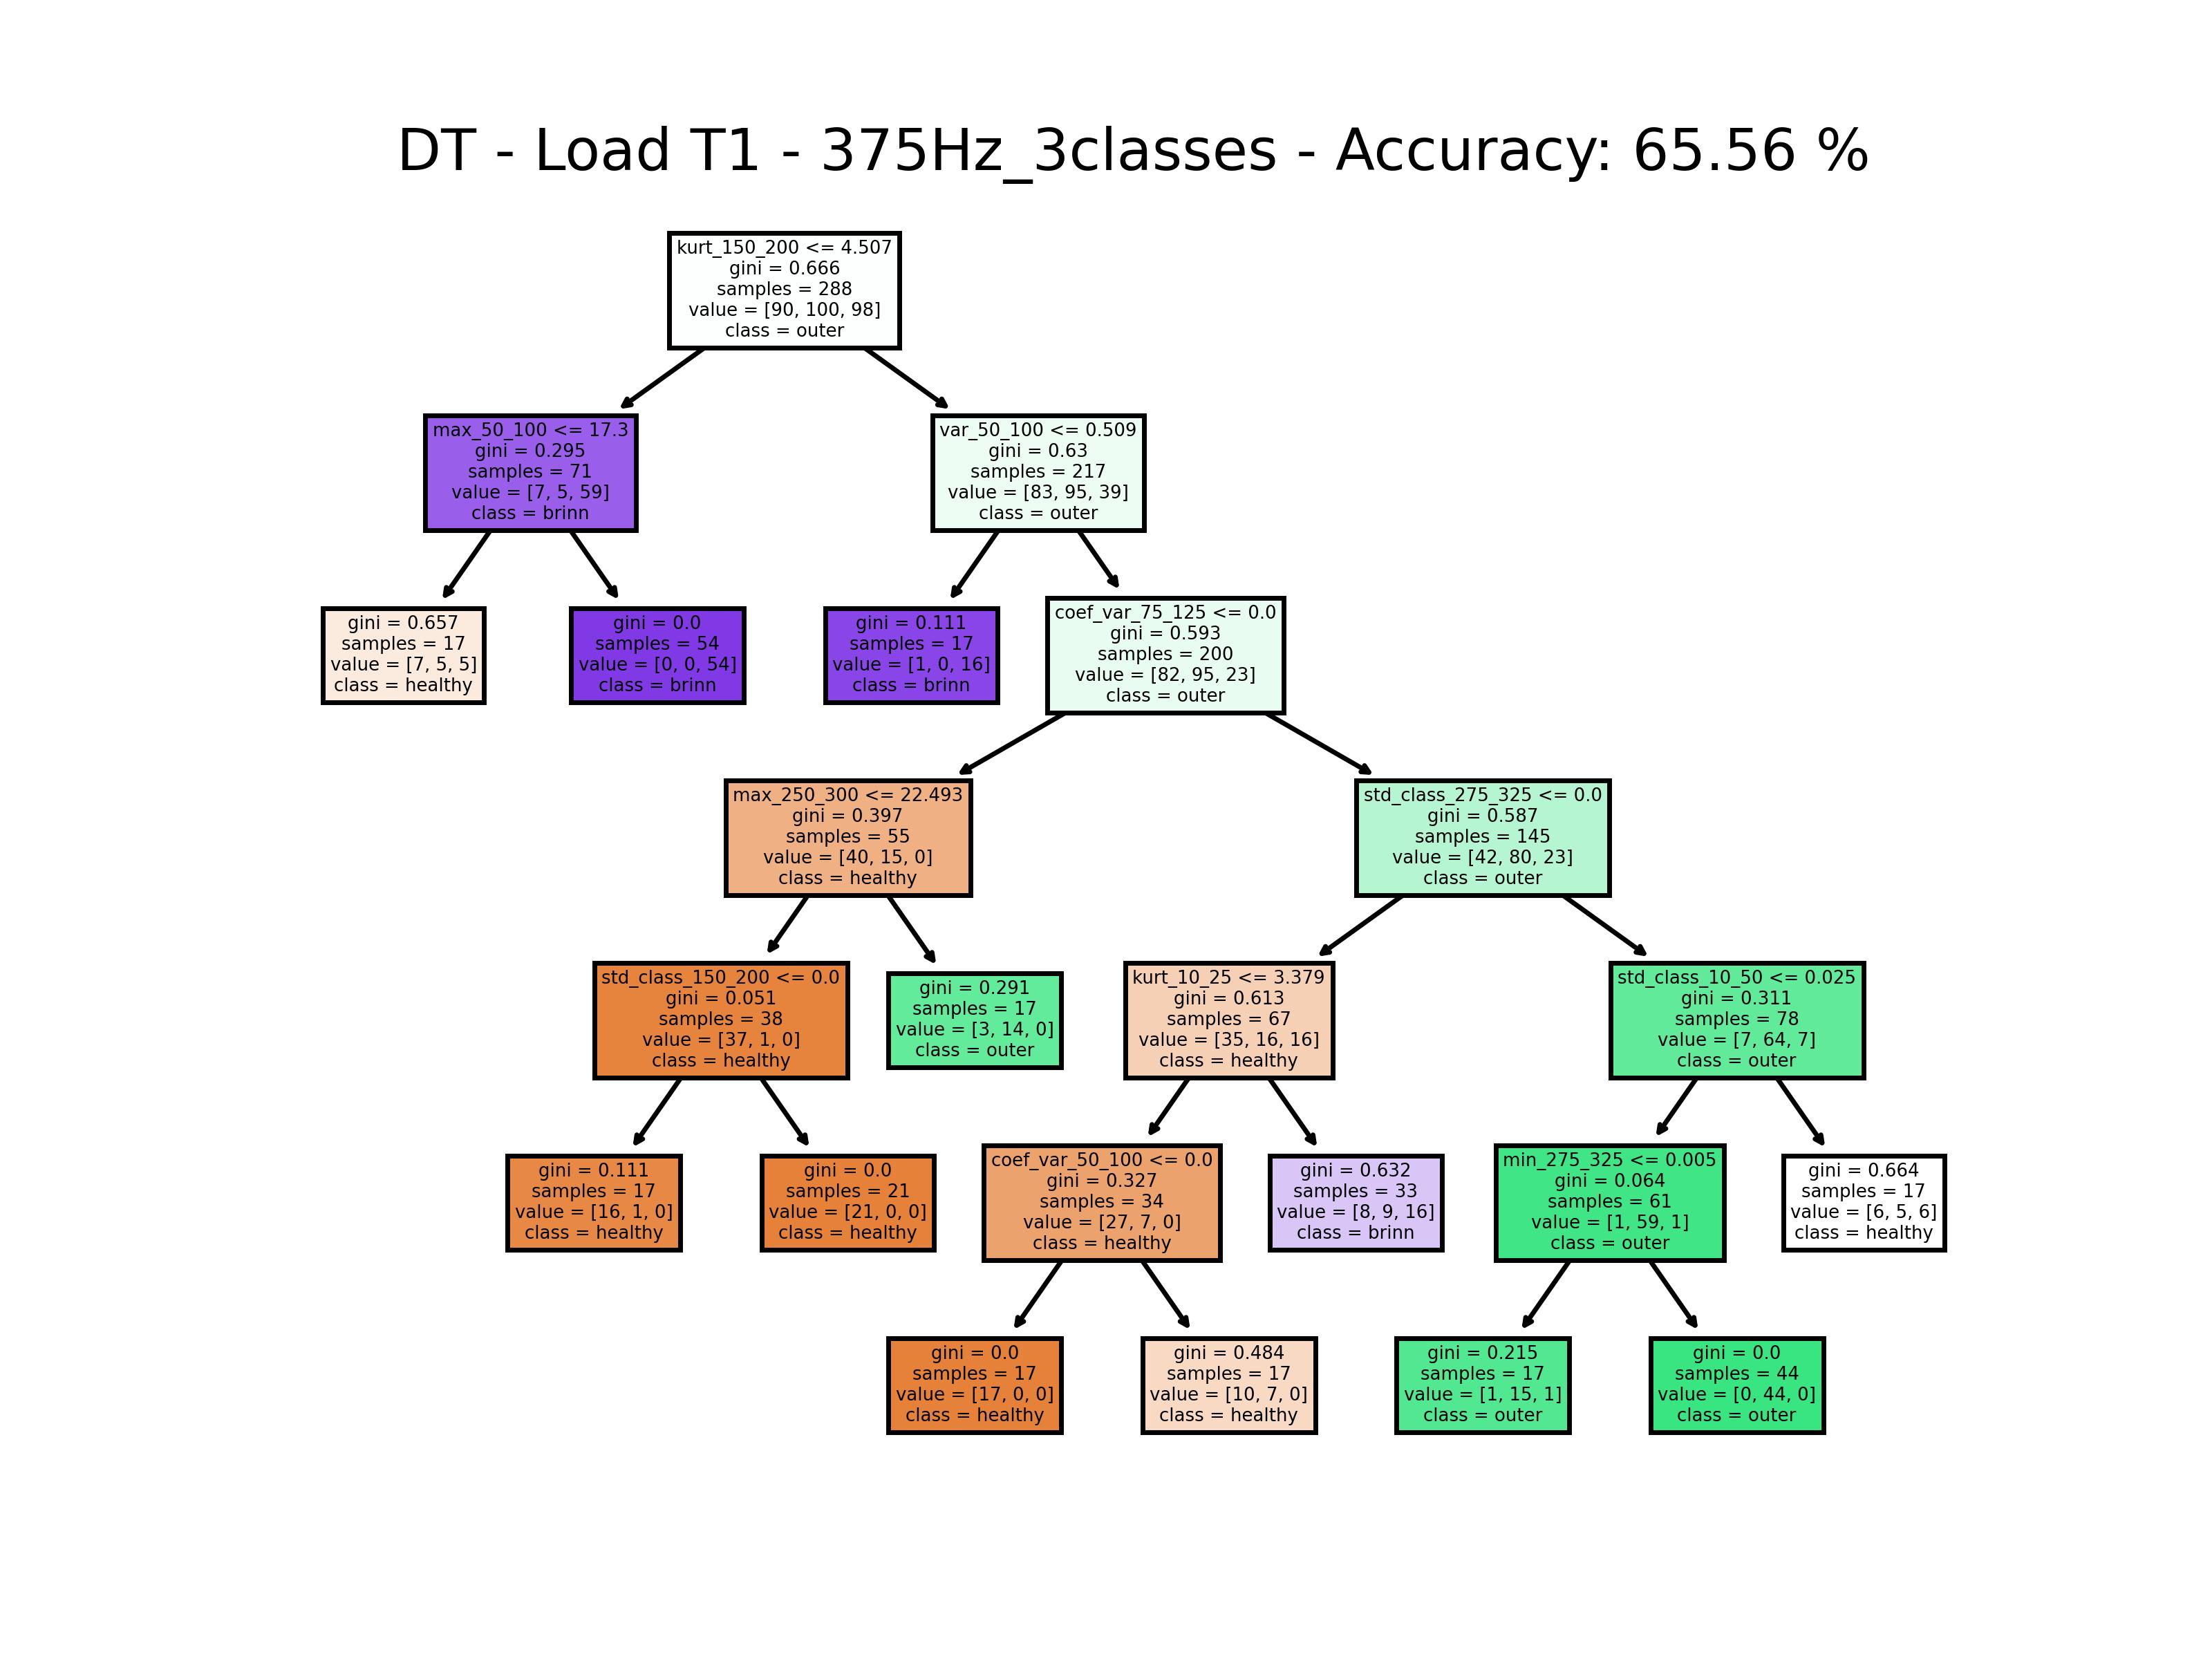 DT - Load T1 - 375Hz_3classes - Accuracy: 65.56 %
kurt_150_200 <= 4.507
gini = 0.666
samples = 288
value = [90, 100, 98]
class = outer
max_50_100 <= 17.3
gini = 0.295
samples = 71
value = [7, 5, 59]
class = brinn
var_50_100 <= 0.509
gini = 0.63
samples = 217
value = [83, 95, 39]
class = outer
gini = 0.657
samples = 17
value = [7, 5, 5]
class = healthy
gini = 0.0
samples = 54
value = [0, 0, 54]
class = brinn
gini = 0.111
samples = 17
value = [1, 0, 16]
class = brinn
coef_var_75_125 <= 0.0
gini = 0.593
samples = 200
value = [82, 95, 23]
class = outer
max_250_300 <= 22.493
gini = 0.397
samples = 55
value = [40, 15, 0]
class = healthy
std_class_275_325 <= 0.0
gini = 0.587
samples = 145
value = [42, 80, 23]
class = outer
std_class_150_200 <= 0.0
gini = 0.051
samples = 38
value = [37, 1, 0]
class = healthy
gini = 0.291
samples = 17
value = [3, 14, 0]
class = outer
kurt_10_25 <= 3.379
gini = 0.613
samples = 67
value = [35, 16, 16]
class = healthy
std_class_10_50 <= 0.025
gini = 0.311
samples = 78
value = [7, 64, 7]
class = outer
gini = 0.111
samples = 17
value = [16, 1, 0]
class = healthy
gini = 0.0
samples = 21
value = [21, 0, 0]
class = healthy
coef_var_50_100 <= 0.0
gini = 0.327
samples = 34
value = [27, 7, 0]
class = healthy
gini = 0.632
samples = 33
value = [8, 9, 16]
class = brinn
min_275_325 <= 0.005
gini = 0.064
samples = 61
value = [1, 59, 1]
class = outer
gini = 0.664
samples = 17
value = [6, 5, 6]
class = healthy
gini = 0.0
samples = 17
value = [17, 0, 0]
class = healthy
gini = 0.484
samples = 17
value = [10, 7, 0]
class = healthy
gini = 0.215
samples = 17
value = [1, 15, 1]
class = outer
gini = 0.0
samples = 44
value = [0, 44, 0]
class = outer